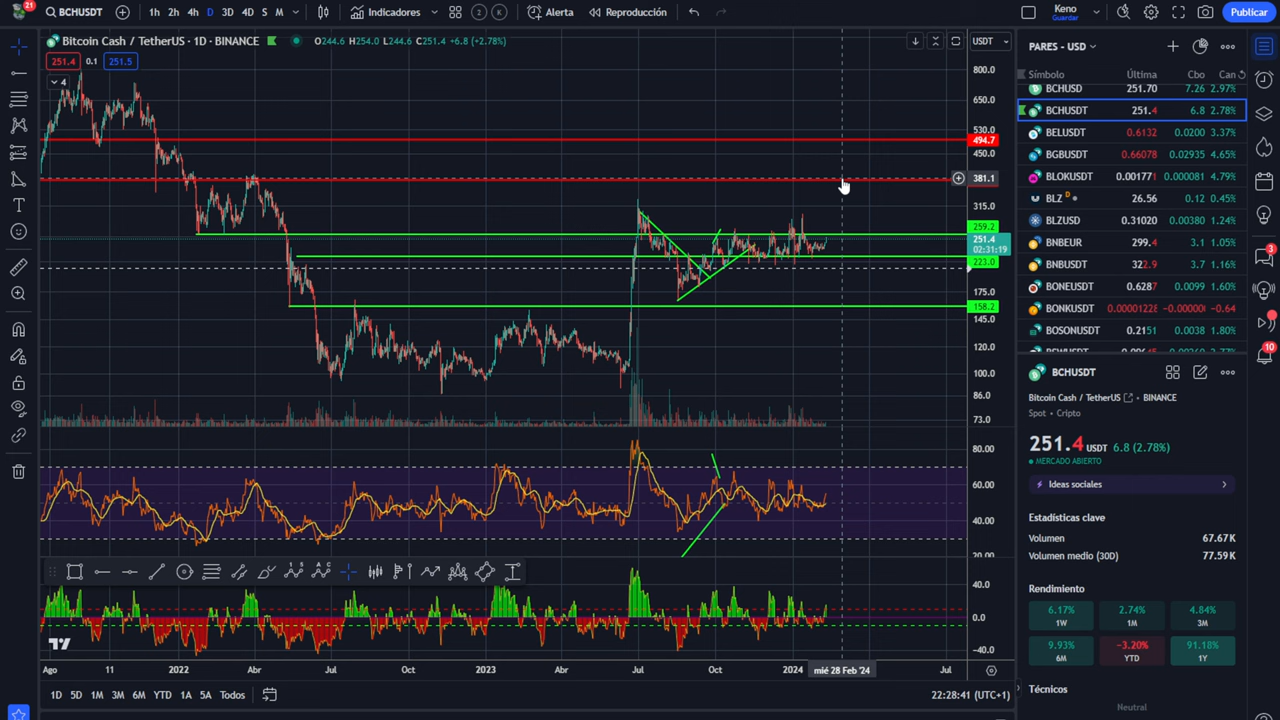 21
BCHUSDT
1h 2h 4h D 3D 4D S M
Indicadores
2 K
Alerta
Reproducción
Keno
Guardar
Publicar
Bitcoin Cash / TetherUS · 1D · BINANCE
O244.6 H254.0 L244.6 C251.4 +6.8 (+2.78%)
251.4 0.1 251.5
4
USDT
800.0
650.0
530.0
494.7
450.0
381.1
315.0
259.2
251.4
02:31:19
223.0
175.0
158.2
145.0
120.0
100.0
86.0
73.0
80.00
60.00
40.00
20.00
40.0
0.0
−40.0
Ago 11 2022 Abr Jul Oct 2023 Abr Jul Oct 2024 mié 28 Feb '24 Jul
1D 5D 1M 3M 6M YTD 1A 5A Todos
22:28:41 (UTC+1)
PARES - USD
Símbolo Última Cbo Can
BCHUSD 251.70 7.26 2.97%
BCHUSDT 251.4 6.8 2.78%
BELUSDT 0.6132 0.0200 3.37%
BGBUSDT 0.66078 0.02935 4.65%
BLOKUSDT 0.001771 0.000081 4.79%
BLZ D 26.56 0.12 0.45%
BLZUSD 0.31020 0.00380 1.24%
BNBEUR 299.4 3.1 1.05%
BNBUSDT 322.9 3.7 1.16%
BONEUSDT 0.6287 0.0099 1.60%
BONKUSDT 0.00001228 −0.00000 −0.64
BOSONUSDT 0.2151 0.0038 1.80%
BCHUSDT
Bitcoin Cash / TetherUS · BINANCE
Spot • Cripto
251.4 USDT 6.8 (2.78%)
MERCADO ABIERTO
Ideas sociales
Estadísticas clave
Volumen 67.67K
Volumen medio (30D) 77.59K
Rendimiento
6.17% 2.74% 4.84%
1W 1M 3M
9.93% −3.20% 91.18%
6M YTD 1Y
Técnicos
Neutral
3
10